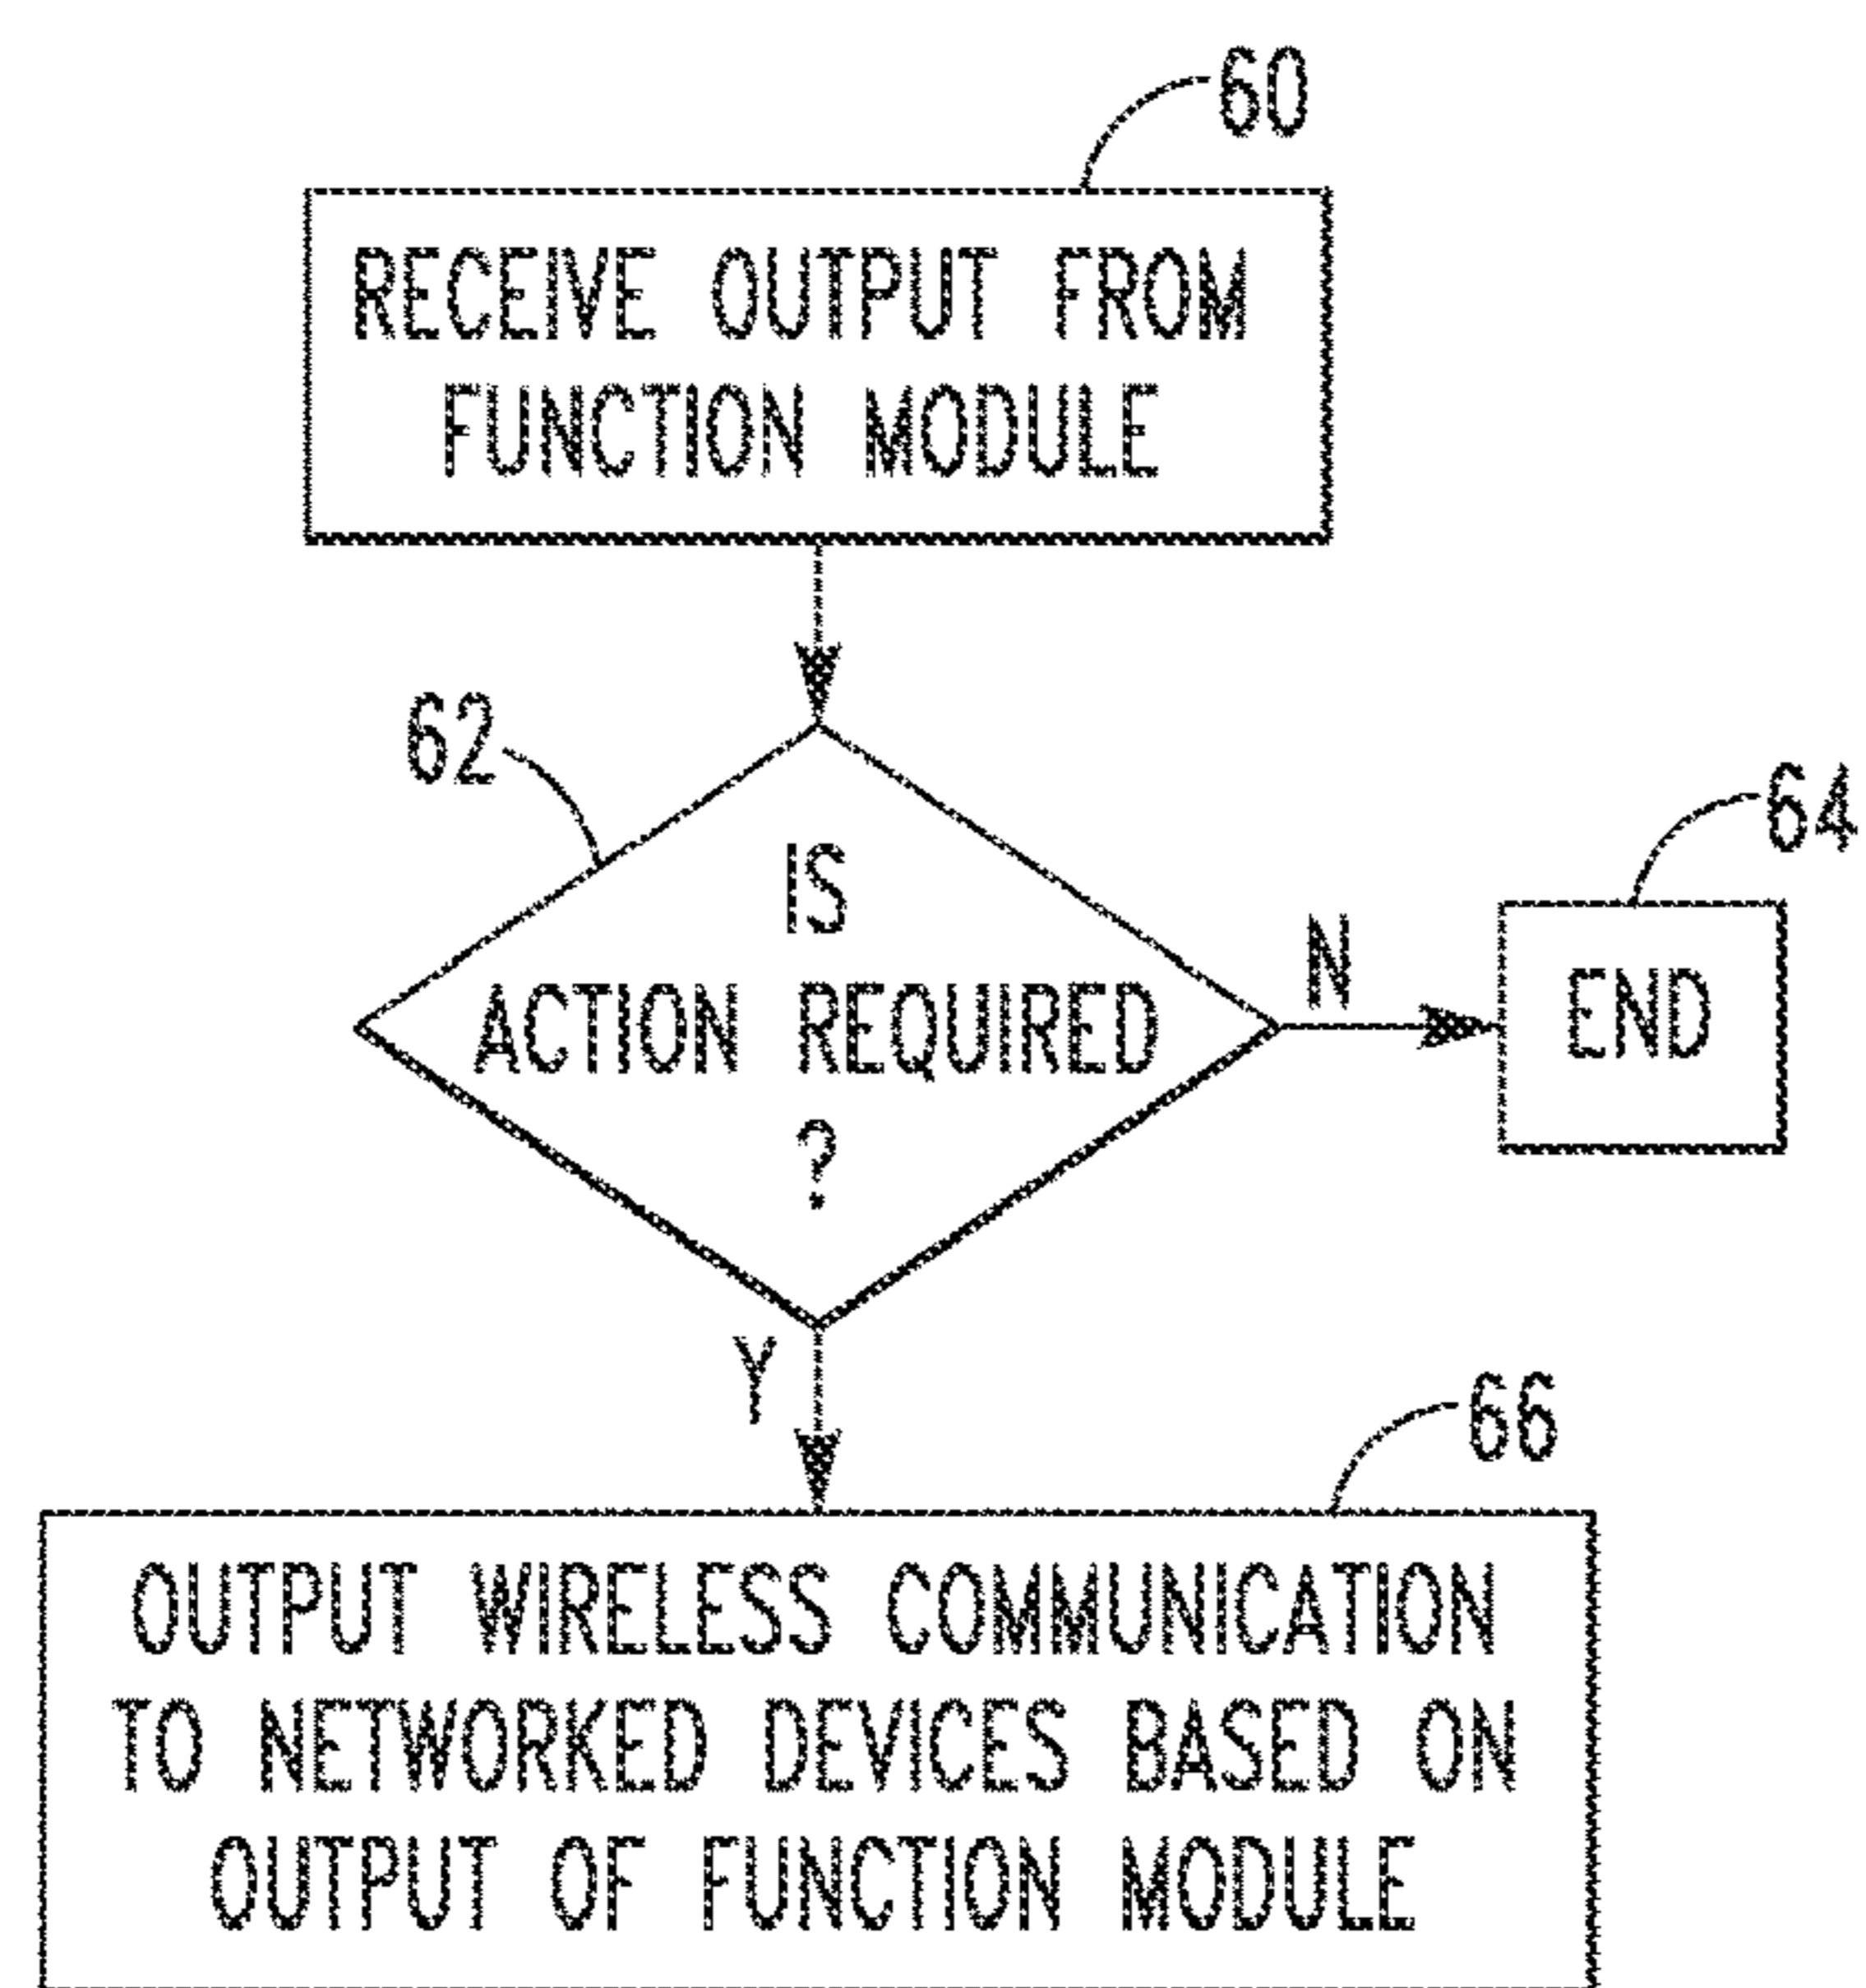 60
RECEIVE OUTPUT FROM
FUNCTION MODULE
62
IS
ACTION REQUIRED
?
N
64
END
Y
66
OUTPUT WIRELESS COMMUNICATION
TO NETWORKED DEVICES BASED ON
OUTPUT OF FUNCTION MODULE